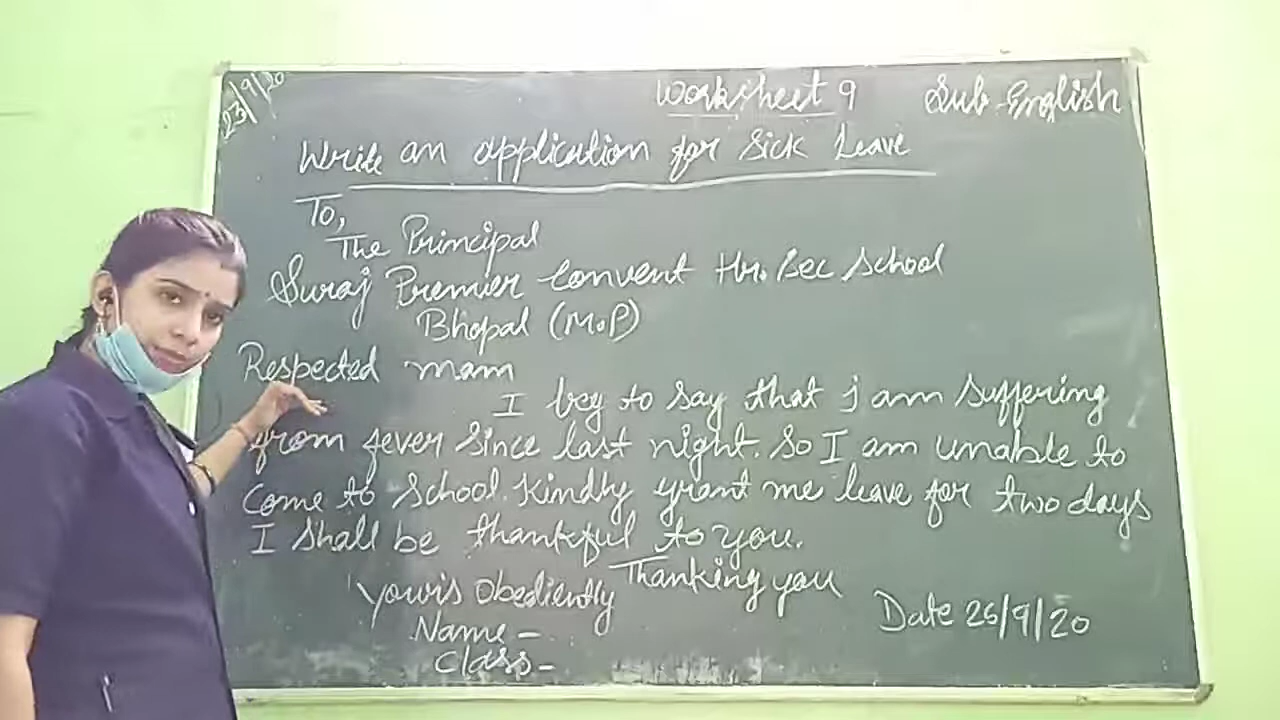 23/9/20
Worksheet 9 Sub-English
Write an application for Sick Leave
To,
The Principal
Suraj Premier Convent Hr. Sec School
Bhopal (M.P)
Respected mam
I beg to say that i am suffering
from fever since last night. So I am unable to
come to school. Kindly grant me leave for two days
I shall be thankful to you.
Thanking you
Your's Obediently
Name -
Class -
Date 26/9/20